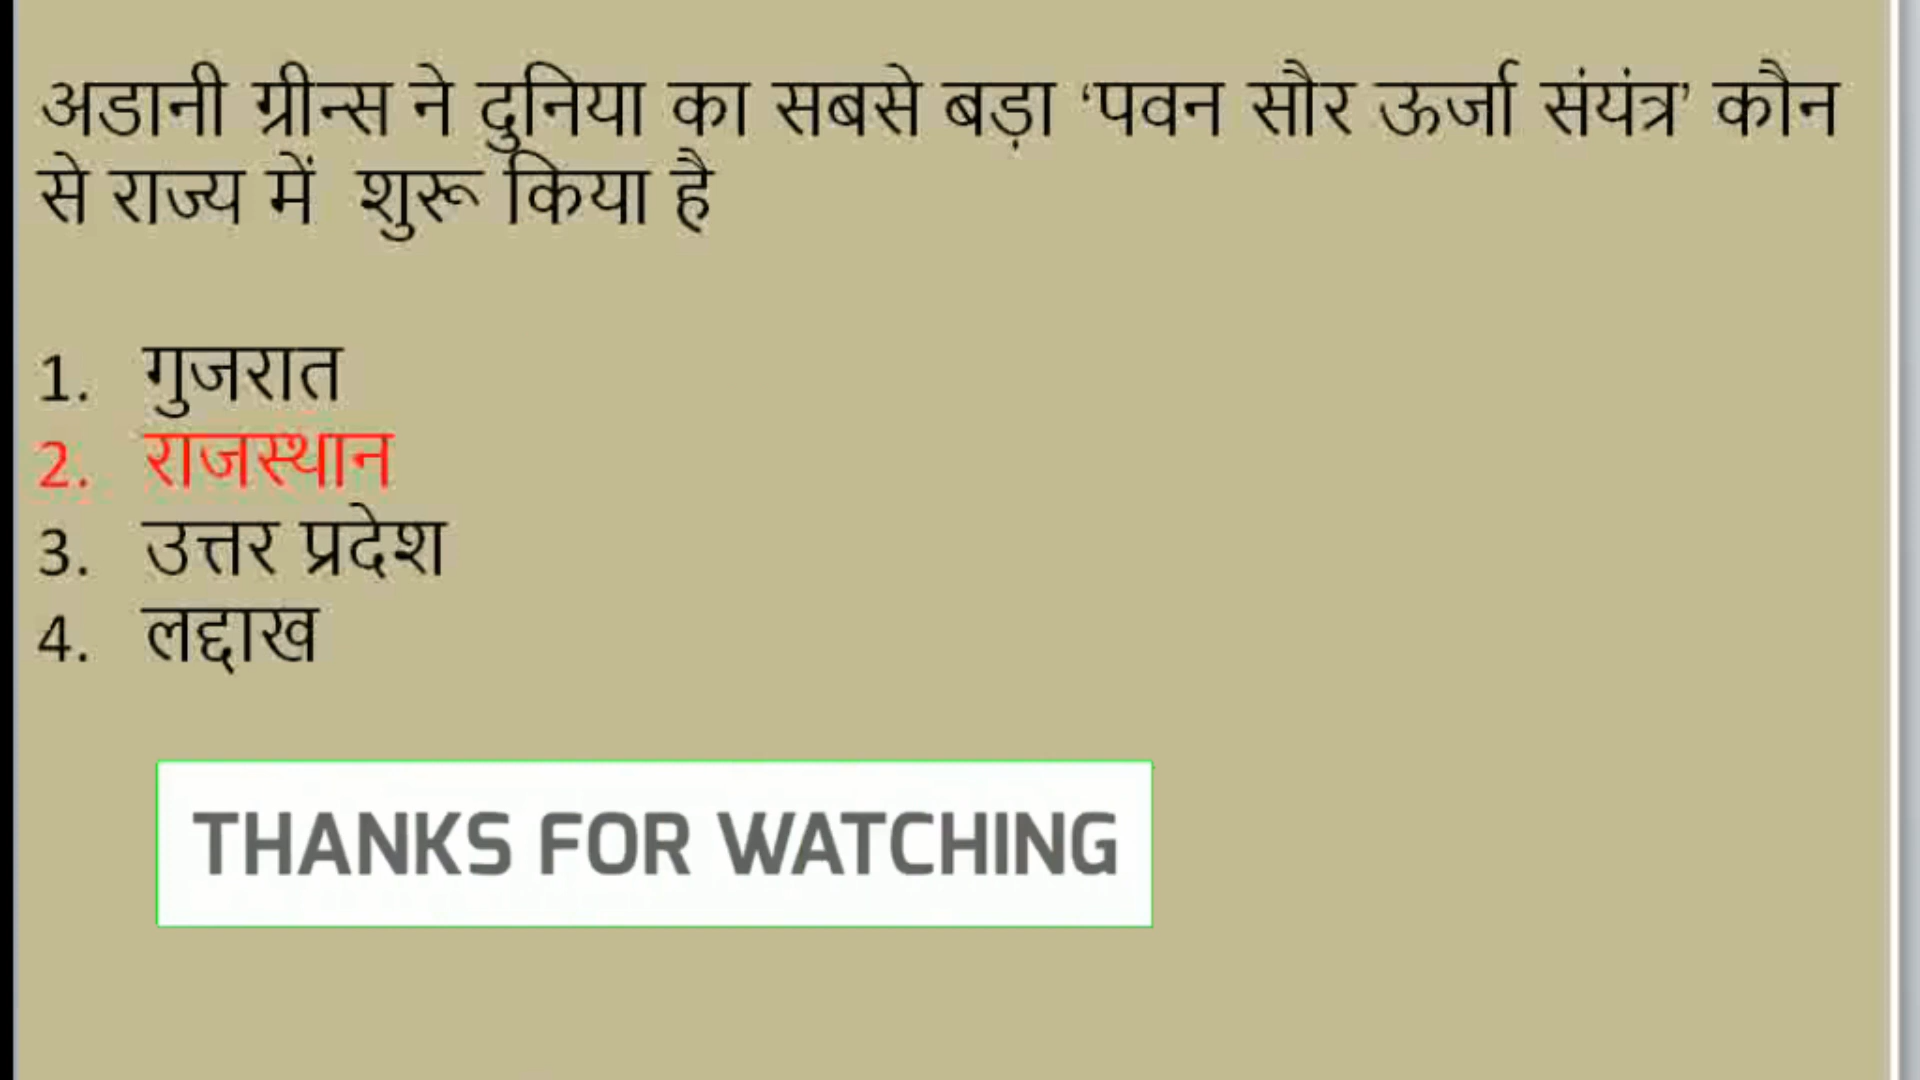 अडानी ग्रीन्स ने दुनिया का सबसे बड़ा ‘पवन सौर ऊर्जा संयंत्र’ कौन
से राज्य में शुरू किया है
1. गुजरात
2. राजस्थान
3. उत्तर प्रदेश
4. लद्दाख
THANKS FOR WATCHING